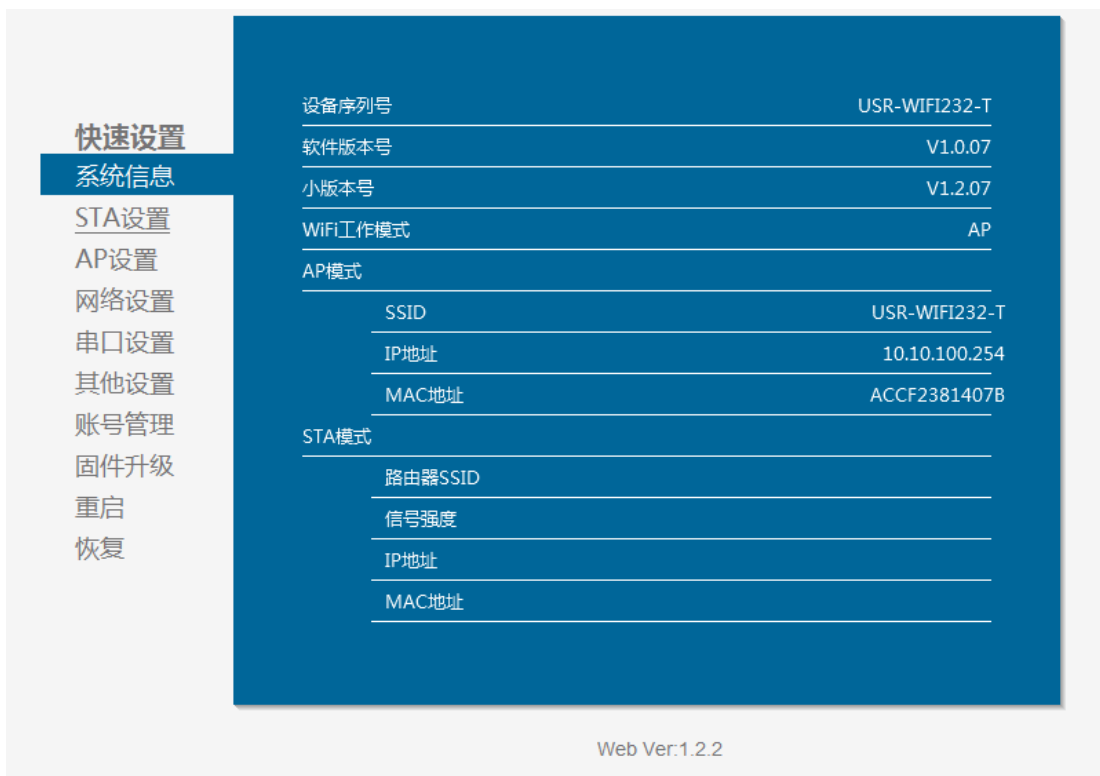 快速设置
系统信息
STA设置
AP设置
网络设置
串口设置
其他设置
账号管理
固件升级
重启
恢复
设备序列号 USR-WIFI232-T
软件版本号 V1.0.07
小版本号 V1.2.07
WiFi工作模式 AP
AP模式
SSID USR-WIFI232-T
IP地址 10.10.100.254
MAC地址 ACCF2381407B
STA模式
路由器SSID
信号强度
IP地址
MAC地址
Web Ver:1.2.2